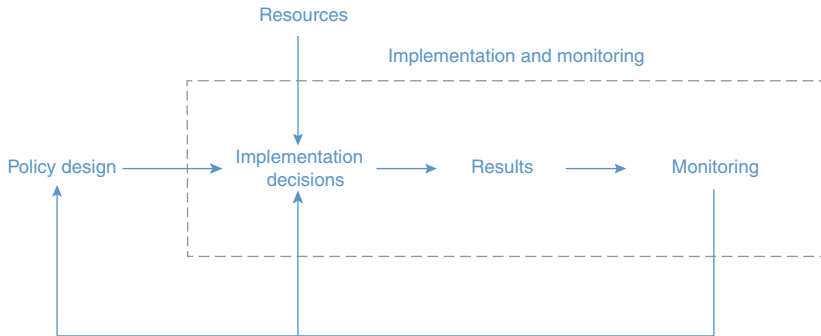 Resources
Implementation and monitoring
Policy design
Implementation
decisions
Results
Monitoring